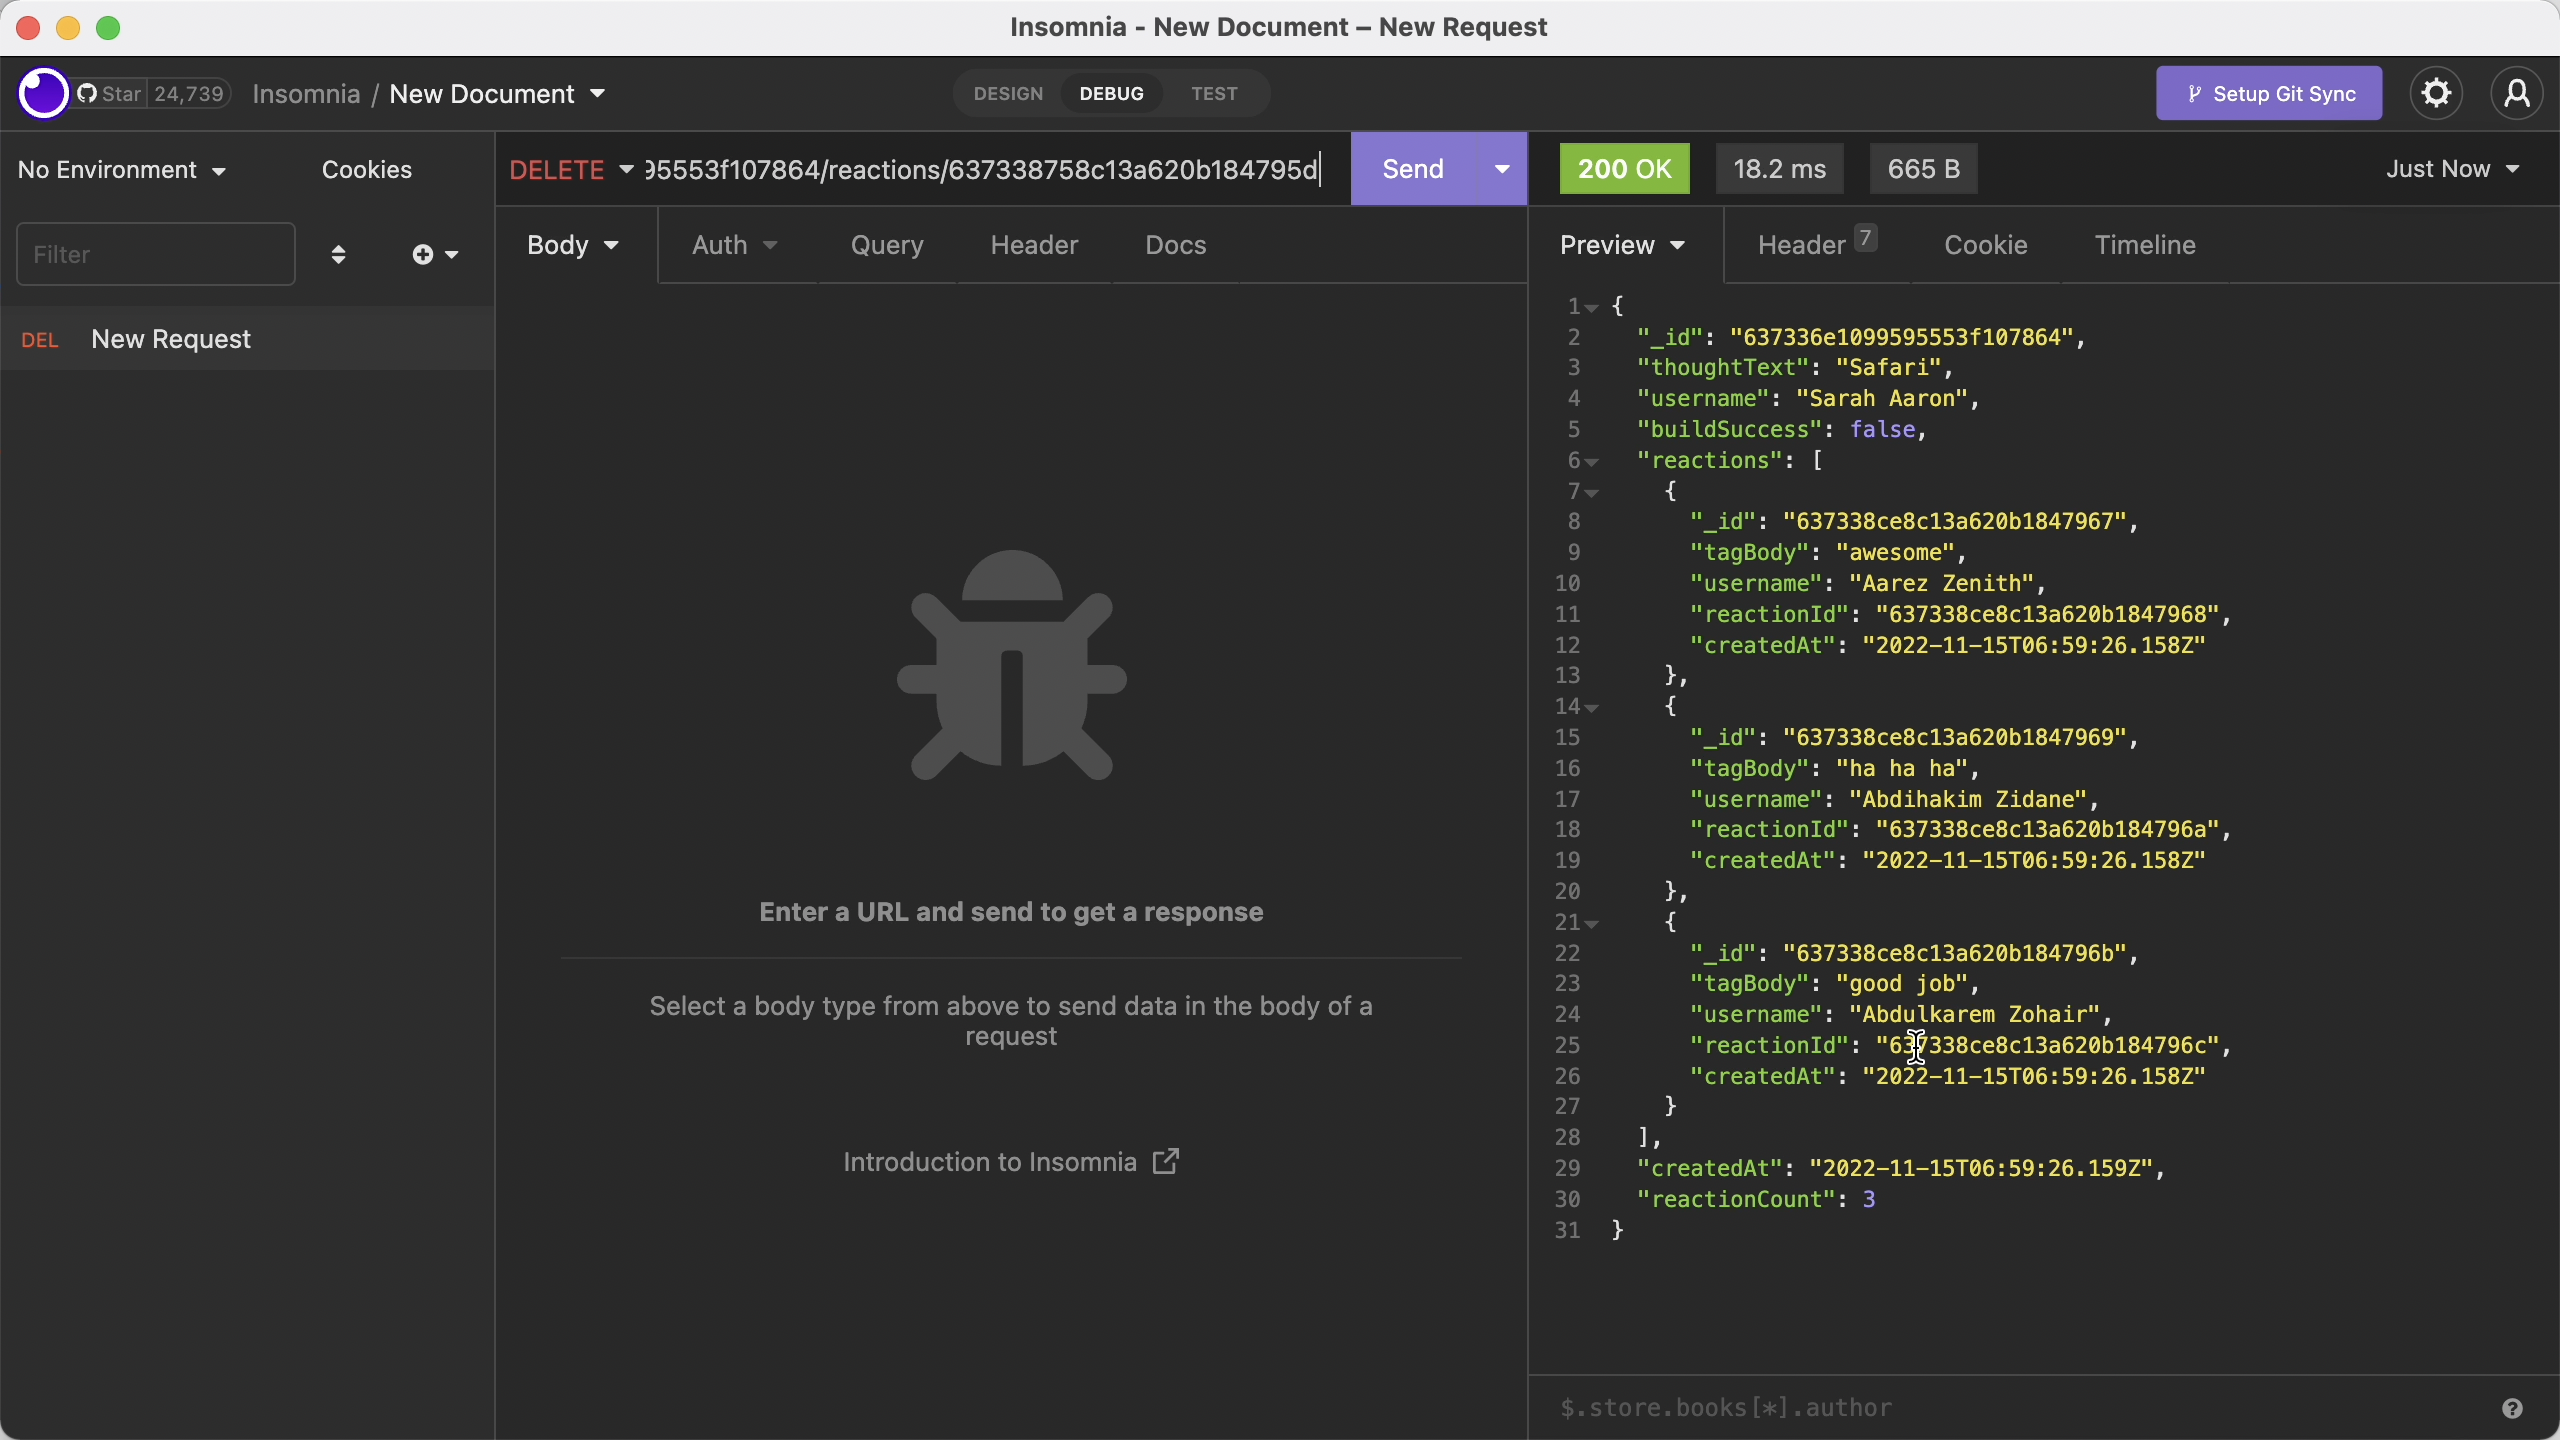 Insomnia - New Document – New Request
Star 24,739 Insomnia / New Document DESIGN DEBUG TEST Setup Git Sync
No Environment Cookies
Filter
DEL New Request
DELETE 95553f107864/reactions/637338758c13a620b184795d Send
Body Auth Query Header Docs
Enter a URL and send to get a response
Select a body type from above to send data in the body of a
request
Introduction to Insomnia
200 OK 18.2 ms 665 B Just Now
Preview Header 7 Cookie Timeline
1 {
2 "_id": "637336e1099595553f107864",
3 "thoughtText": "Safari",
4 "username": "Sarah Aaron",
5 "buildSuccess": false,
6 "reactions": [
7 {
8 "_id": "637338ce8c13a620b1847967",
9 "tagBody": "awesome",
10 "username": "Aarez Zenith",
11 "reactionId": "637338ce8c13a620b1847968",
12 "createdAt": "2022-11-15T06:59:26.158Z"
13 },
14 {
15 "_id": "637338ce8c13a620b1847969",
16 "tagBody": "ha ha ha",
17 "username": "Abdihakim Zidane",
18 "reactionId": "637338ce8c13a620b184796a",
19 "createdAt": "2022-11-15T06:59:26.158Z"
20 },
21 {
22 "_id": "637338ce8c13a620b184796b",
23 "tagBody": "good job",
24 "username": "Abdulkarem Zohair",
25 "reactionId": "637338ce8c13a620b184796c",
26 "createdAt": "2022-11-15T06:59:26.158Z"
27 }
28 ],
29 "createdAt": "2022-11-15T06:59:26.159Z",
30 "reactionCount": 3
31 }
$.store.books[*].author